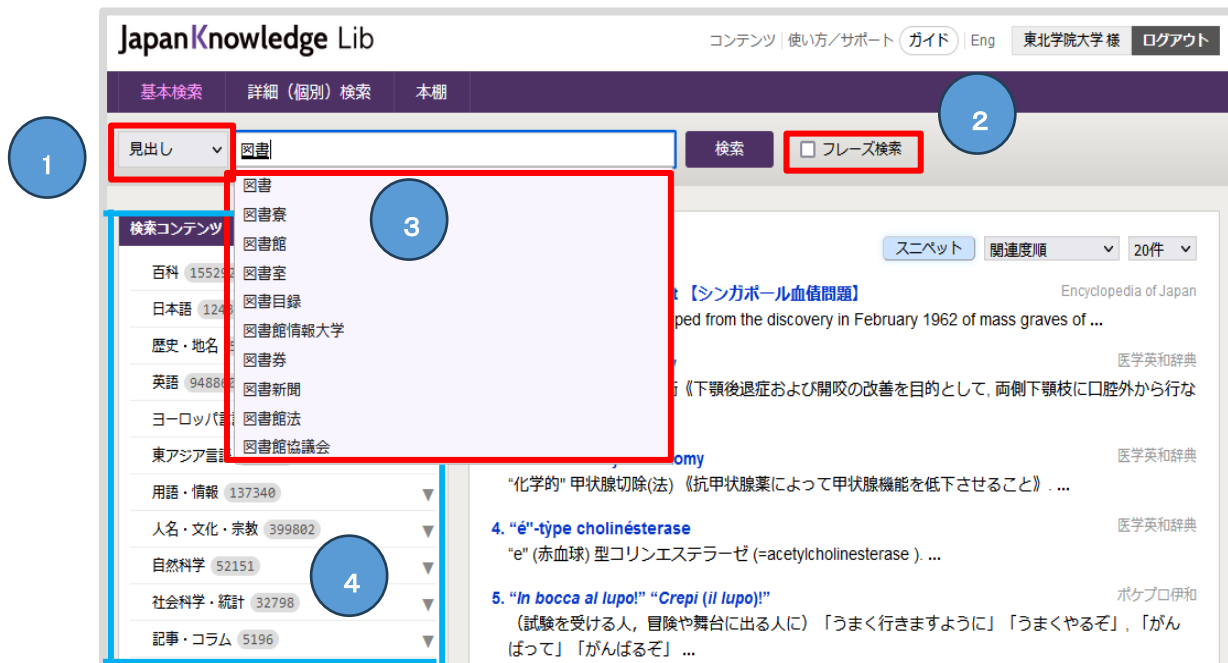 JapanKnowledge Lib
コンテンツ 使い方／サポート ガイド Eng 東北学院大学 様 ログアウト
基本検索 詳細（個別）検索 本棚
2
1
見出し 図書 検索 フレーズ検索
図書
図書寮
3
図書館
検索コンテンツ
スニペット 関連度順 20件
図書室
百科
図書目録
【シンガポール血債問題】 Encyclopedia of Japan
日本語
ped from the discovery in February 1962 of mass graves of ...
図書館情報大学
歴史・地名
図書券
医学英和辞典
英語
図書新聞
《下顎後退症および開咬の改善を目的として, 両側下顎枝に口腔外から行な
図書館法
東アジア言語
図書館協議会
omy 医学英和辞典
“化学的" 甲状腺切除(法) 《抗甲状腺薬によって甲状腺機能を低下させること》. ...
用語・情報 137340
人名・文化・宗教 399802
4. “é"-type cholinésterase 医学英和辞典
“e" (赤血球) 型コリンエステラーゼ (=acetylcholinesterase ). ...
自然科学 52151
4
社会科学・統計 32798
5. “In bocca al lupo!” “Crepi (il lupo)!” ポケプロ伊和
（試験を受ける人，冒険や舞台に出る人に）「うまく行きますように」「うまくやるぞ」，「がん
記事・コラム 5196
ばって」「がんばるぞ」 ...